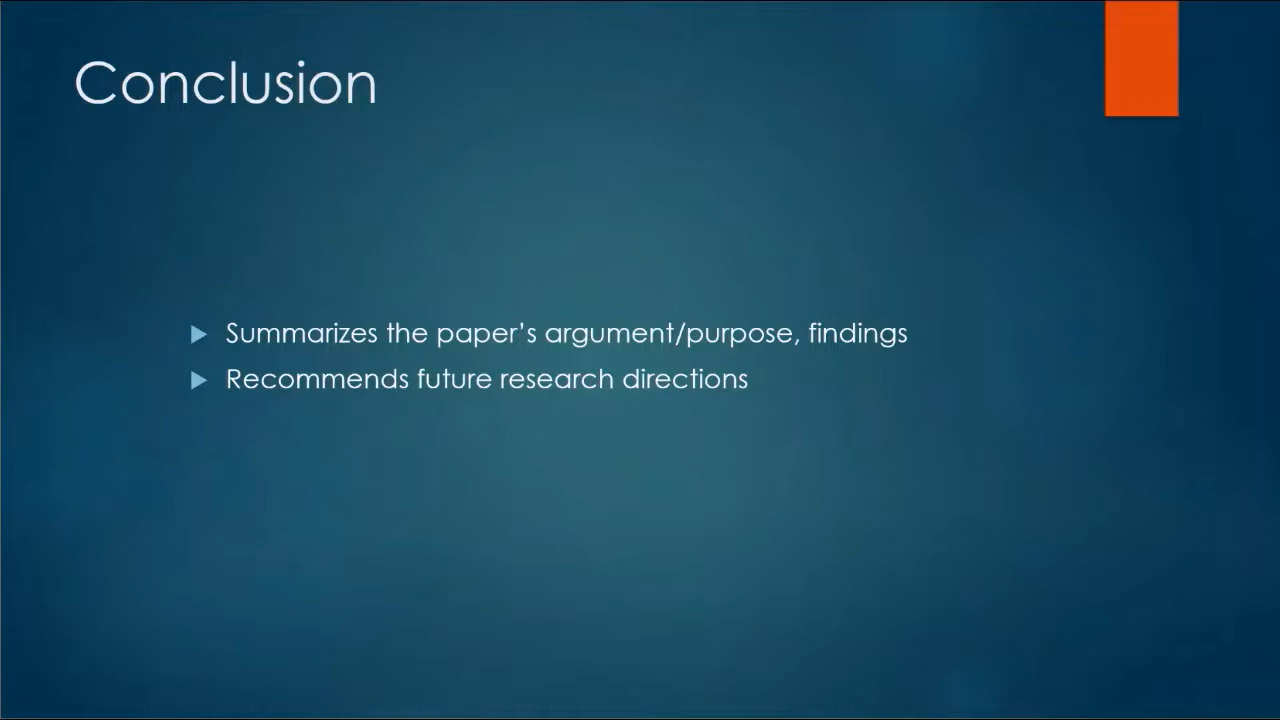 Conclusion
Summarizes the paper’s argument/purpose, findings
Recommends future research directions